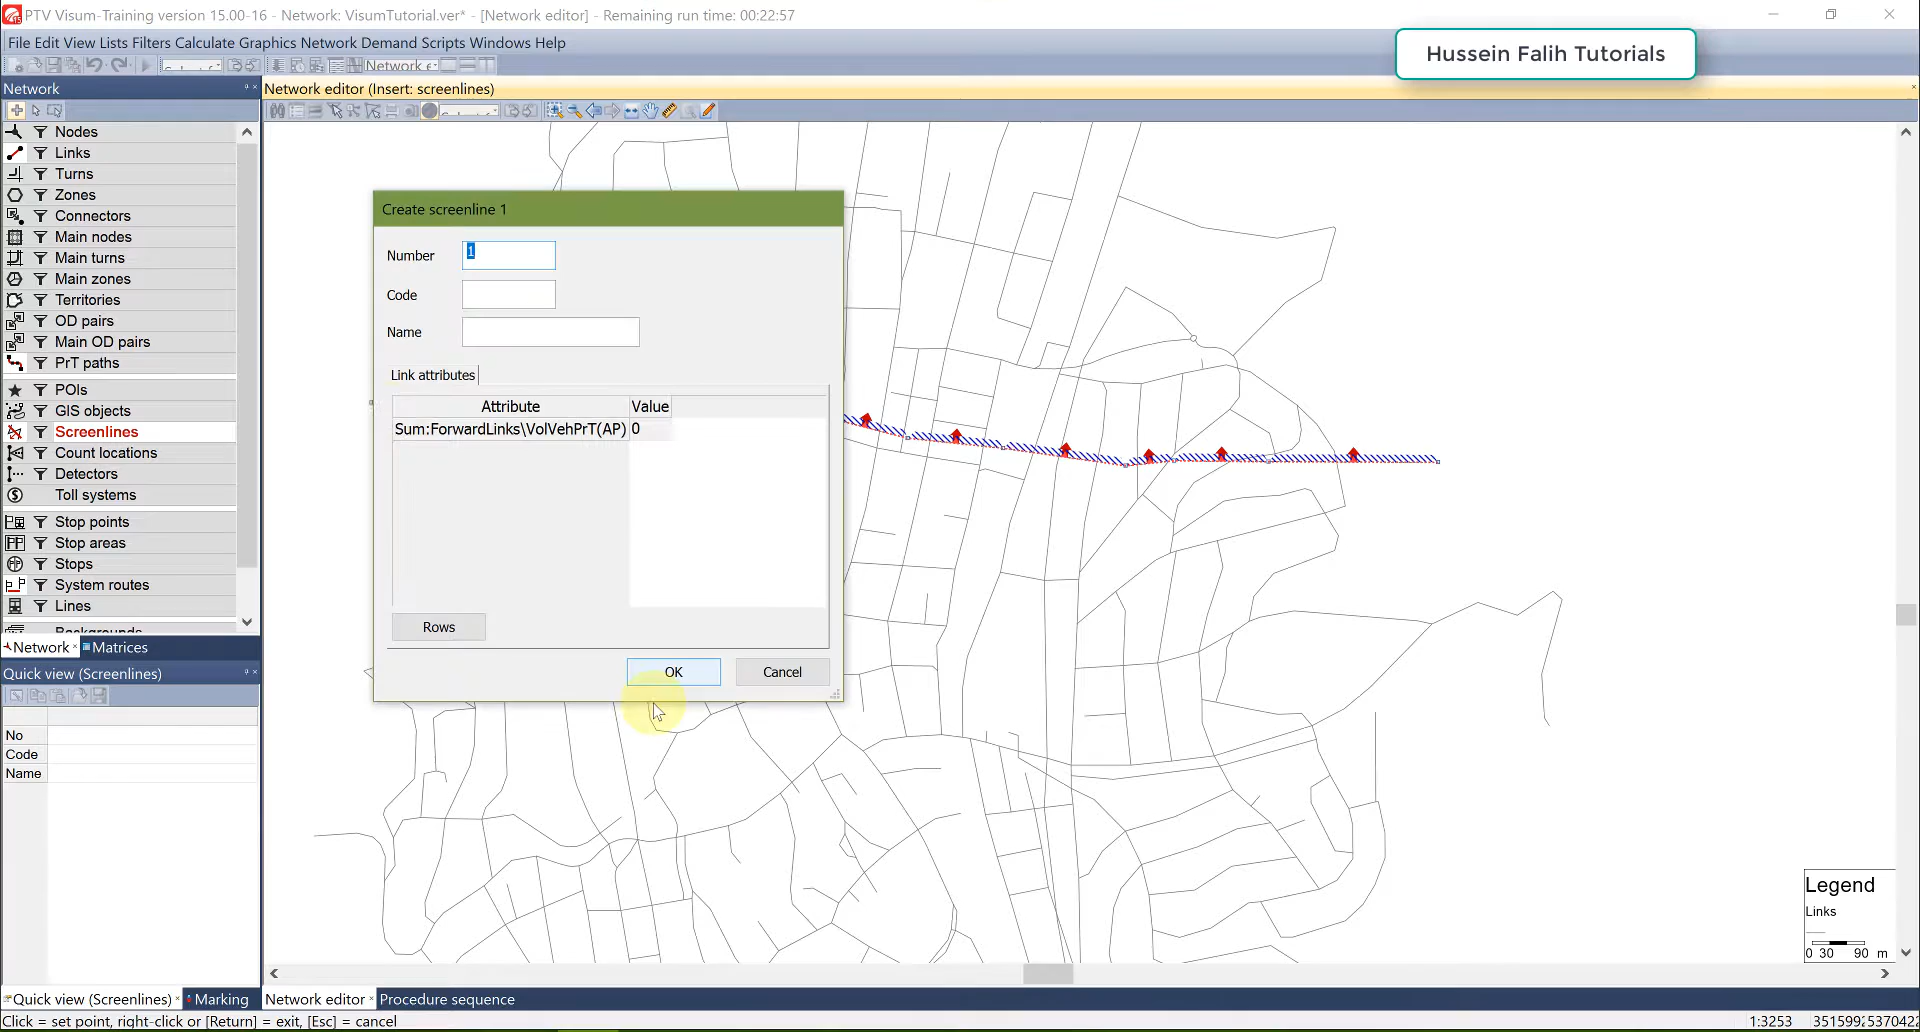 PTV Visum-Training version 15.00-16 - Network: VisumTutorial.ver* - [Network editor] - Remaining run time: 00:22:57
Hussein Falih Tutorials
File Edit View Lists Filters Calculate Graphics Network Demand Scripts Windows Help
Network
Network editor (Insert: screenlines)
Nodes
Links
Turns
Zones
Connectors
Main nodes
Main turns
Main zones
Territories
OD pairs
Main OD pairs
PrT paths
POIs
GIS objects
Screenlines
Count locations
Detectors
Toll systems
Stop points
Stop areas
Stops
System routes
Lines
Backgrounds
Network
Matrices
Quick view (Screenlines)
No
Code
Name
Create screenline 1
Number
1
Code
Name
Link attributes
Attribute
Value
Sum:ForwardLinks\VolVehPrT(AP)
0
Rows
OK
Cancel
Legend
Links
0 30 90 m
Quick view (Screenlines)
Marking
Network editor
Procedure sequence
Click = set point, right-click or [Return] = exit, [Esc] = cancel
1:3253